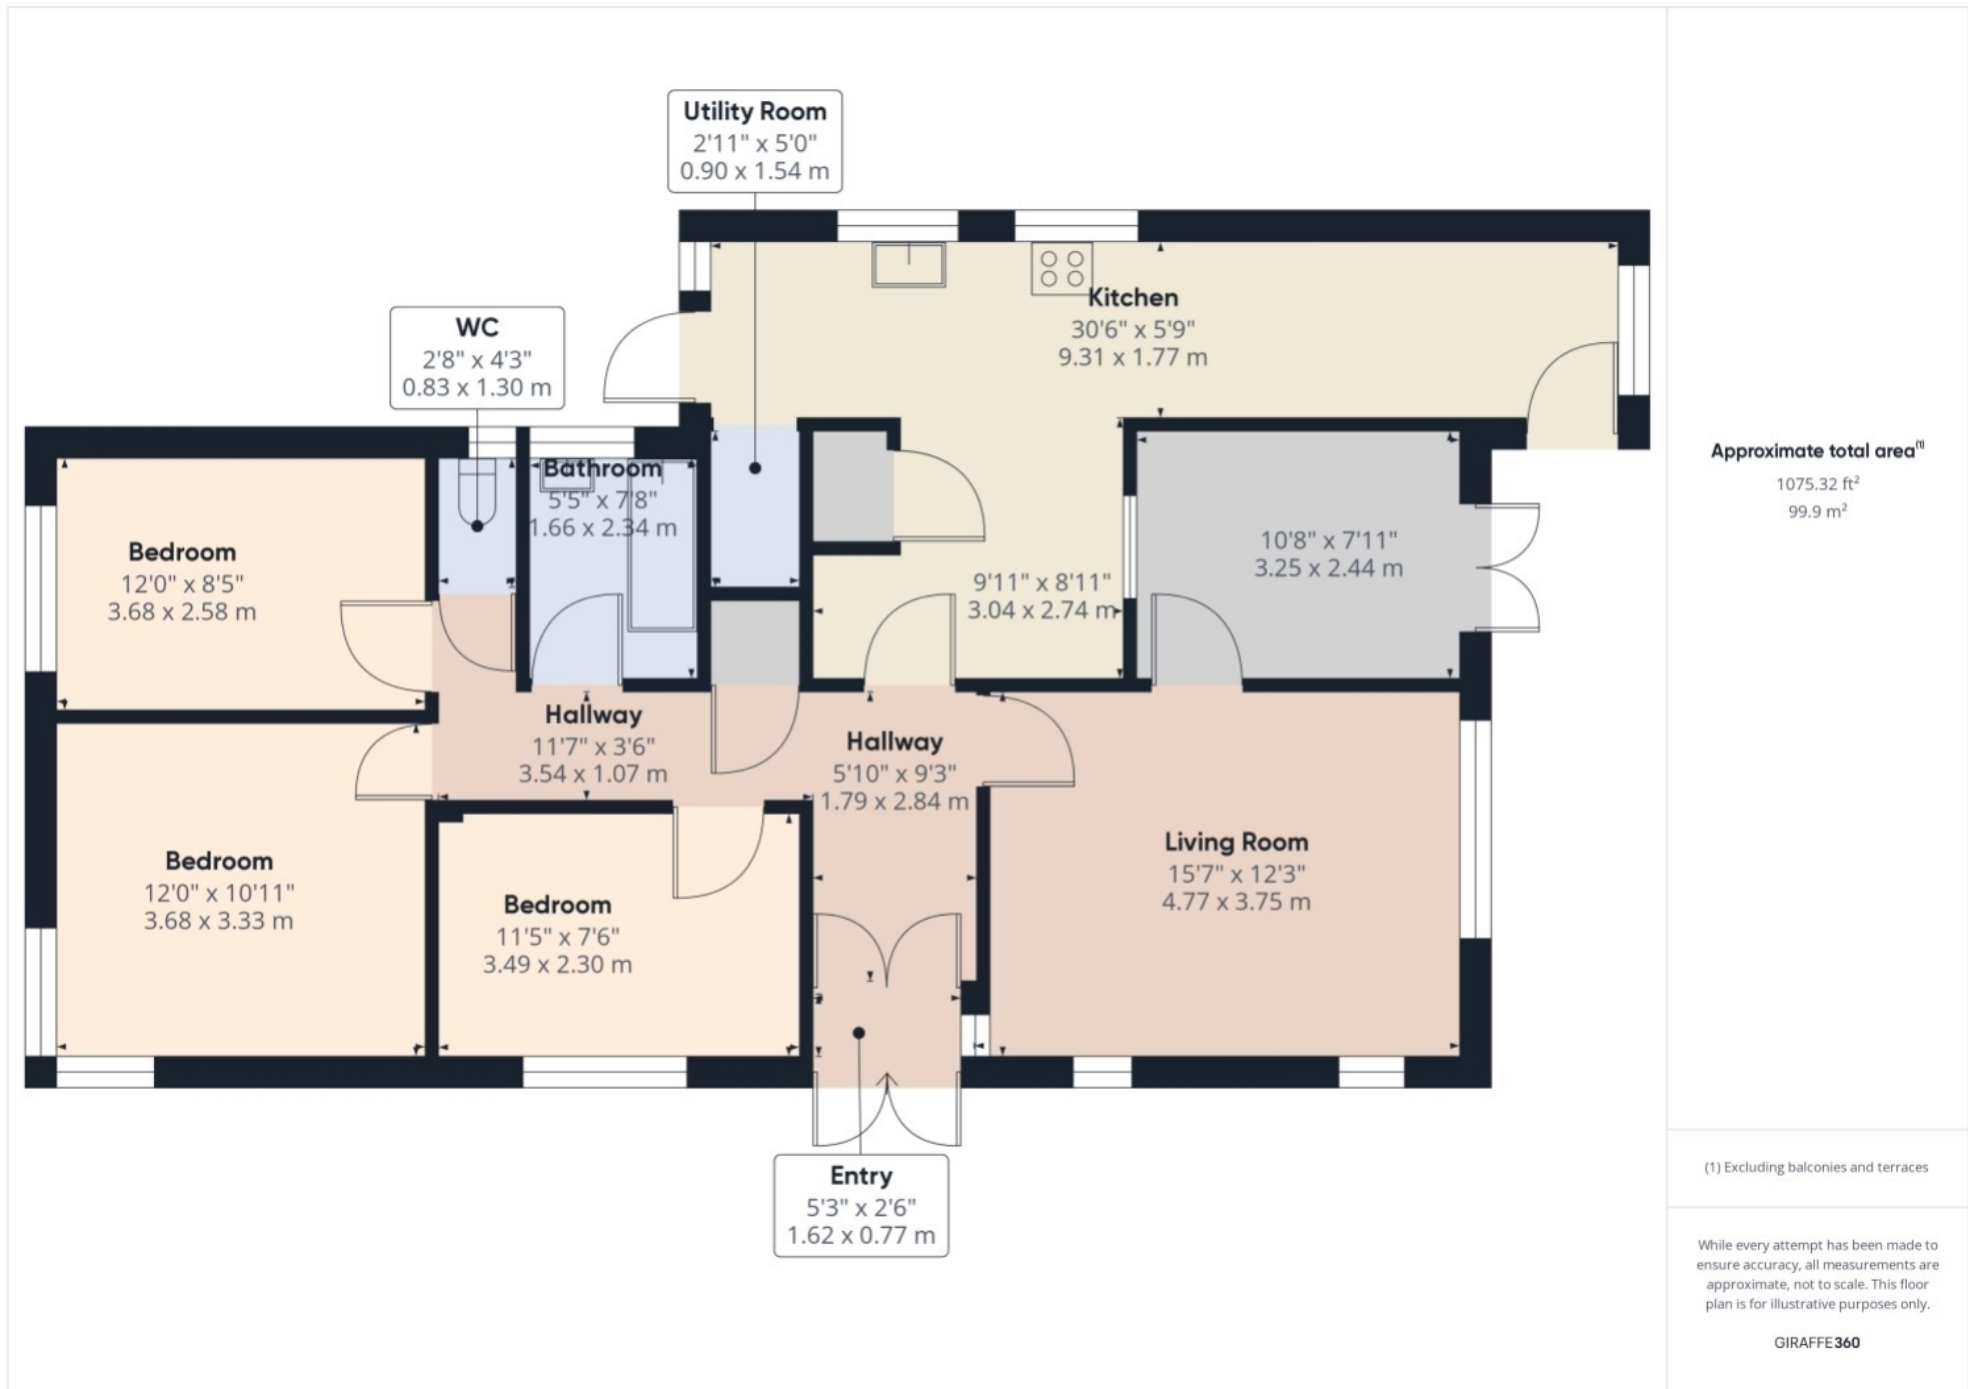 Utility Room
2'11" x 5'0"
0.90 x 1.54 m
WC
2'8" x 4'3"
0.83 x 1.30 m
Kitchen
30'6" x 5'9"
9.31 x 1.77 m
Bathroom
5'5" x 7'8"
1.66 x 2.34 m
Bedroom
12'0" x 8'5"
3.68 x 2.58 m
9'11" x 8'11"
3.04 x 2.74 m
10'8" x 7'11"
3.25 x 2.44 m
Hallway
11'7" x 3'6"
3.54 x 1.07 m
Hallway
5'10" x 9'3"
1.79 x 2.84 m
Living Room
15'7" x 12'3"
4.77 x 3.75 m
Bedroom
12'0" x 10'11"
3.68 x 3.33 m
Bedroom
11'5" x 7'6"
3.49 x 2.30 m
Entry
5'3" x 2'6"
1.62 x 0.77 m
Approximate total area⁽¹⁾
1075.32 ft²
99.9 m²
(1) Excluding balconies and terraces
While every attempt has been made to
ensure accuracy, all measurements are
approximate, not to scale. This floor
plan is for illustrative purposes only.
GIRAFFE360